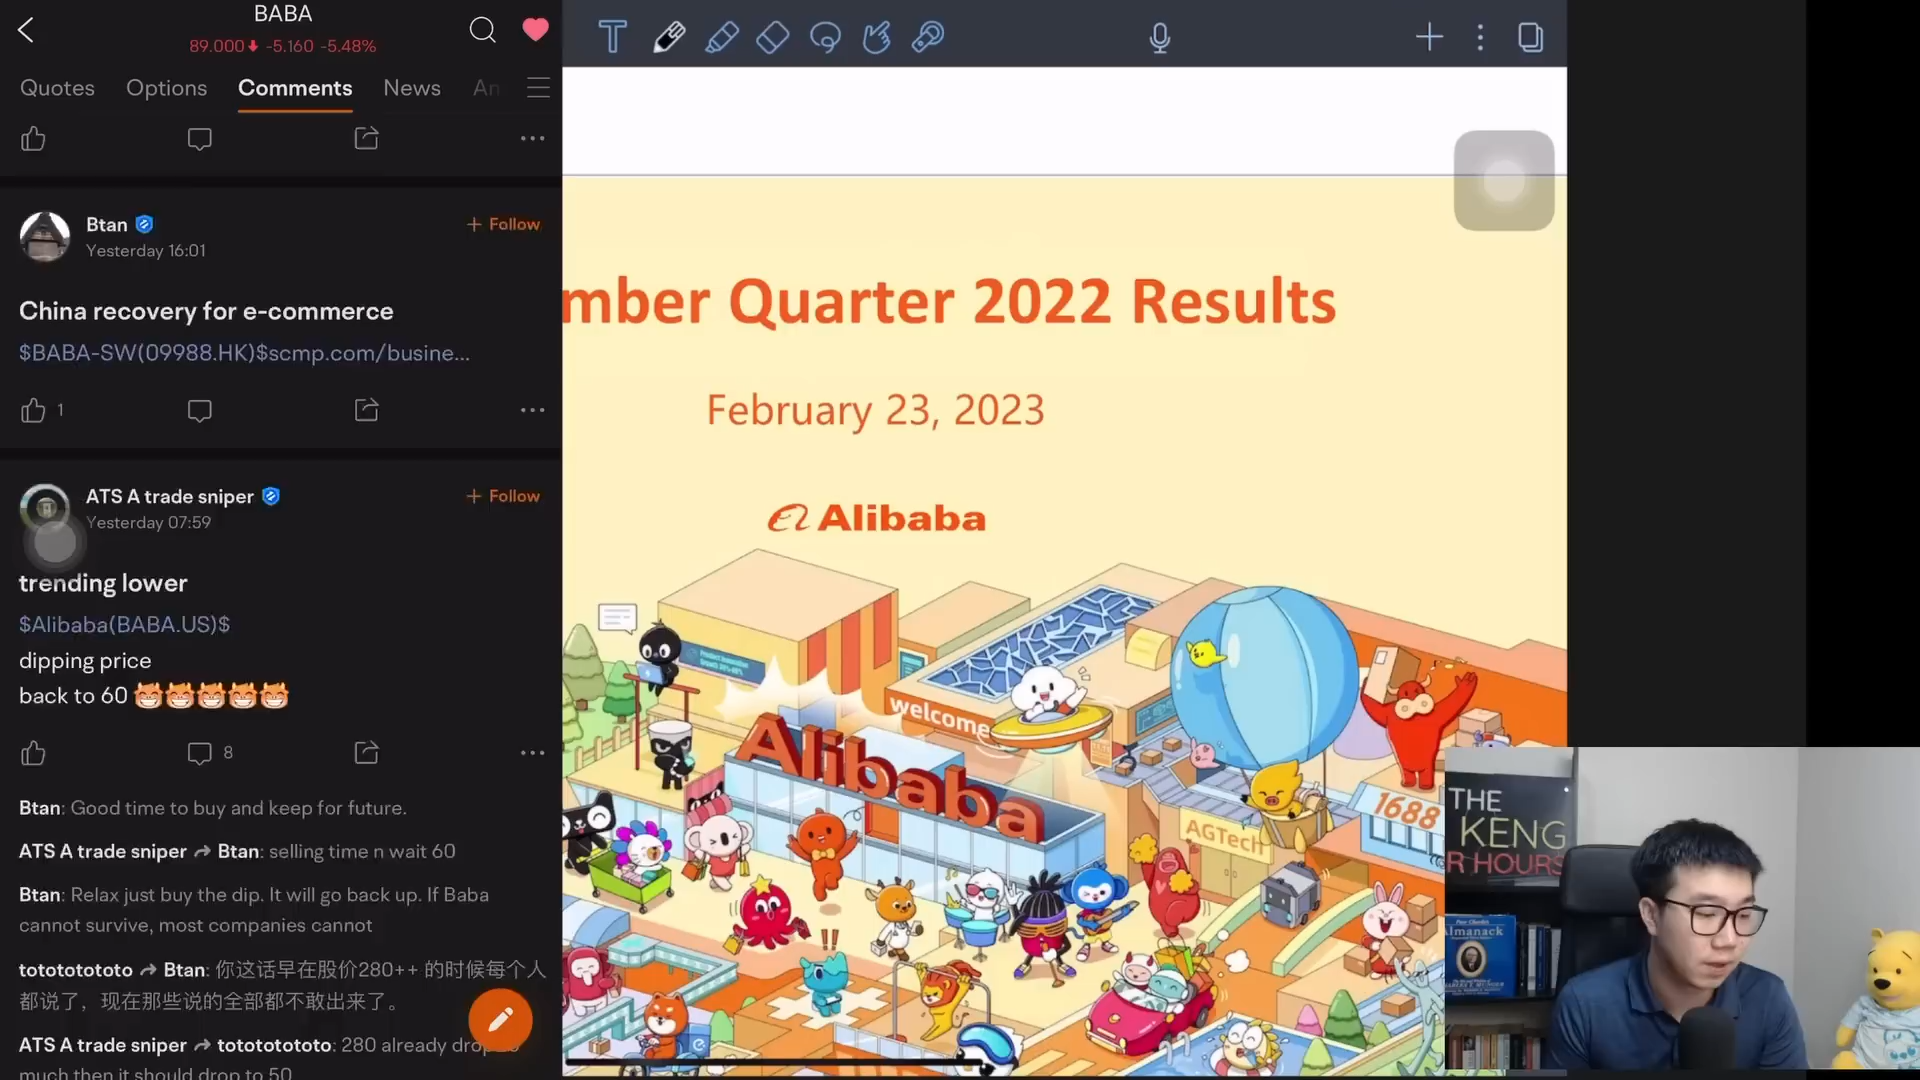 BABA
89.000 -5.160 -5.48%
Quotes Options Comments News An
Btan
+ Follow
Yesterday 16:01
China recovery for e-commerce
$BABA-SW(09988.HK)$scmp.com/busine...
1
ATS A trade sniper
+ Follow
Yesterday 07:59
trending lower
$Alibaba(BABA.US)$
dipping price
back to 60
8
Btan: Good time to buy and keep for future.
ATS A trade sniper Btan: selling time n wait 60
Btan: Relax just buy the dip. It will go back up. If Baba
cannot survive, most companies cannot
totototototo Btan: 你这话早在股价280++ 的时候每个人
都说了，现在那些说的全部都不敢出来了。
ATS A trade sniper totototototo: 280 already drop
much then it should drop to 50
mber Quarter 2022 Results
February 23, 2023
Alibaba
welcome
Alibaba
AGTech
1688
THE
KENG
R HOURS
Almanack